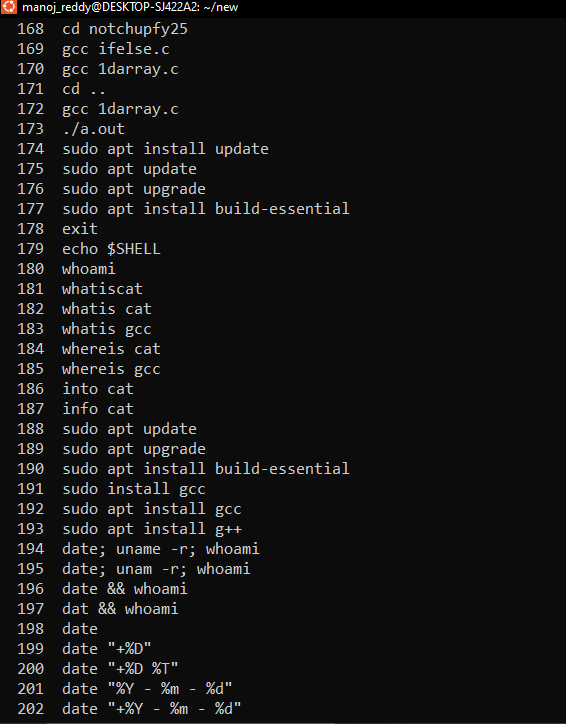 manoj_reddy@DESKTOP-SJ422A2: ~/new
168 cd notchupfy25
169 gcc ifelse.c
170 gcc 1darray.c
171 cd ..
172 gcc 1darray.c
173 ./a.out
174 sudo apt install update
175 sudo apt update
176 sudo apt upgrade
177 sudo apt install build-essential
178 exit
179 echo $SHELL
180 whoami
181 whatiscat
182 whatis cat
183 whatis gcc
184 whereis cat
185 whereis gcc
186 into cat
187 info cat
188 sudo apt update
189 sudo apt upgrade
190 sudo apt install build-essential
191 sudo install gcc
192 sudo apt install gcc
193 sudo apt install g++
194 date; uname -r; whoami
195 date; unam -r; whoami
196 date && whoami
197 dat && whoami
198 date
199 date "+%D"
200 date "+%D %T"
201 date "%Y - %m - %d"
202 date "+%Y - %m - %d"